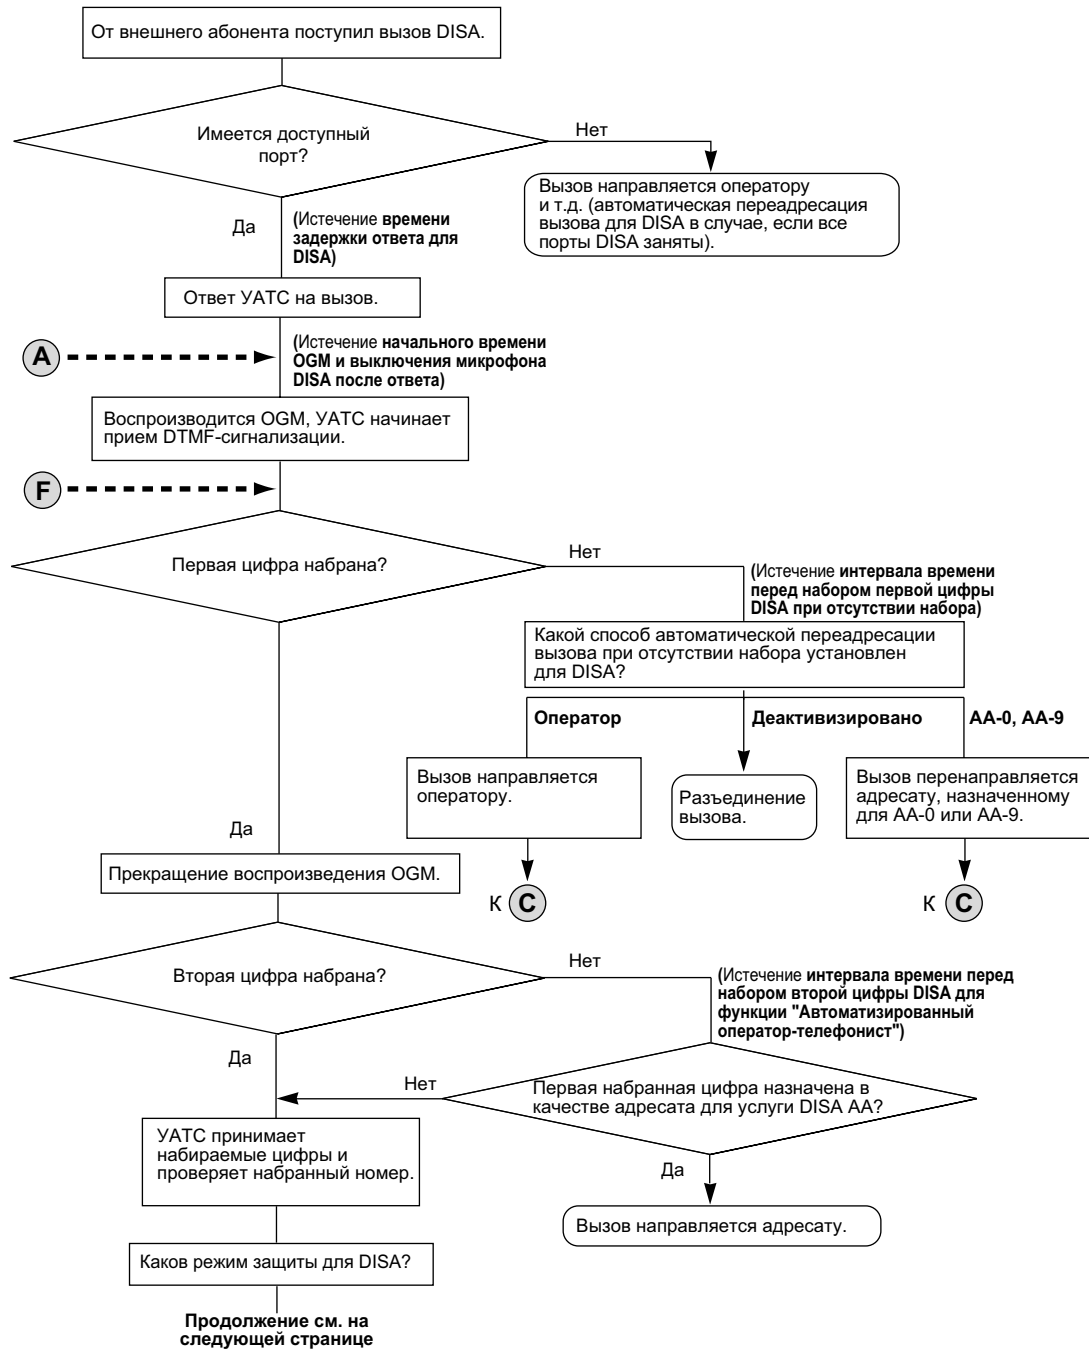 От внешнего абонента поступил вызов DISA.
Имеется доступный
порт?
Нет
Вызов направляется оператору
и т.д. (автоматическая переадресация
вызова для DISA в случае, если все
порты DISA заняты).
Да
(Истечение времени
задержки ответа для
DISA)
Ответ УАТС на вызов.
A
(Истечение начального времени
OGM и выключения микрофона
DISA после ответа)
Воспроизводится OGM, УАТС начинает
прием DTMF-сигнализации.
F
Первая цифра набрана?
Нет
(Истечение интервала времени
перед набором первой цифры
DISA при отсутствии набора)
Какой способ автоматической переадресации
вызова при отсутствии набора установлен
для DISA?
Оператор
Деактивизировано
AA-0, AA-9
Вызов направляется
оператору.
Разъединение
вызова.
Вызов перенаправляется
адресату, назначенному
для AA-0 или AA-9.
К C
К C
Да
Прекращение воспроизведения OGM.
Вторая цифра набрана?
Нет
(Истечение интервала времени перед
набором второй цифры DISA для
функции "Автоматизированный
оператор-телефонист")
Да
Нет
Первая набранная цифра назначена в
качестве адресата для услуги DISA AA?
УАТС принимает
набираемые цифры и
проверяет набранный номер.
Да
Вызов направляется адресату.
Каков режим защиты для DISA?
Продолжение см. на
следующей странице